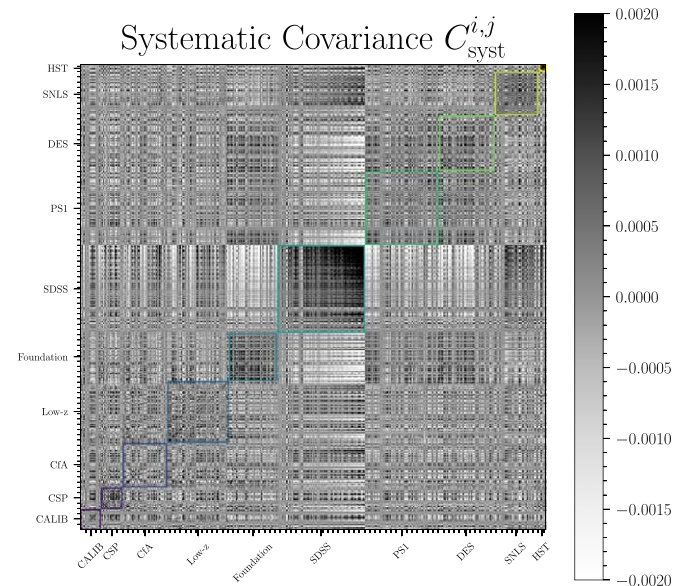 Systematic Covariance C^{i,j}_{syst}
HST
SNLS
DES
PS1
SDSS
Foundation
Low-z
CfA
CSP
CALIB
CALIB
CSP
CfA
Low-z
Foundation
SDSS
PS1
DES
SNLS
HST
0.0020
0.0015
0.0010
0.0005
0.0000
−0.0005
−0.0010
−0.0015
−0.0020